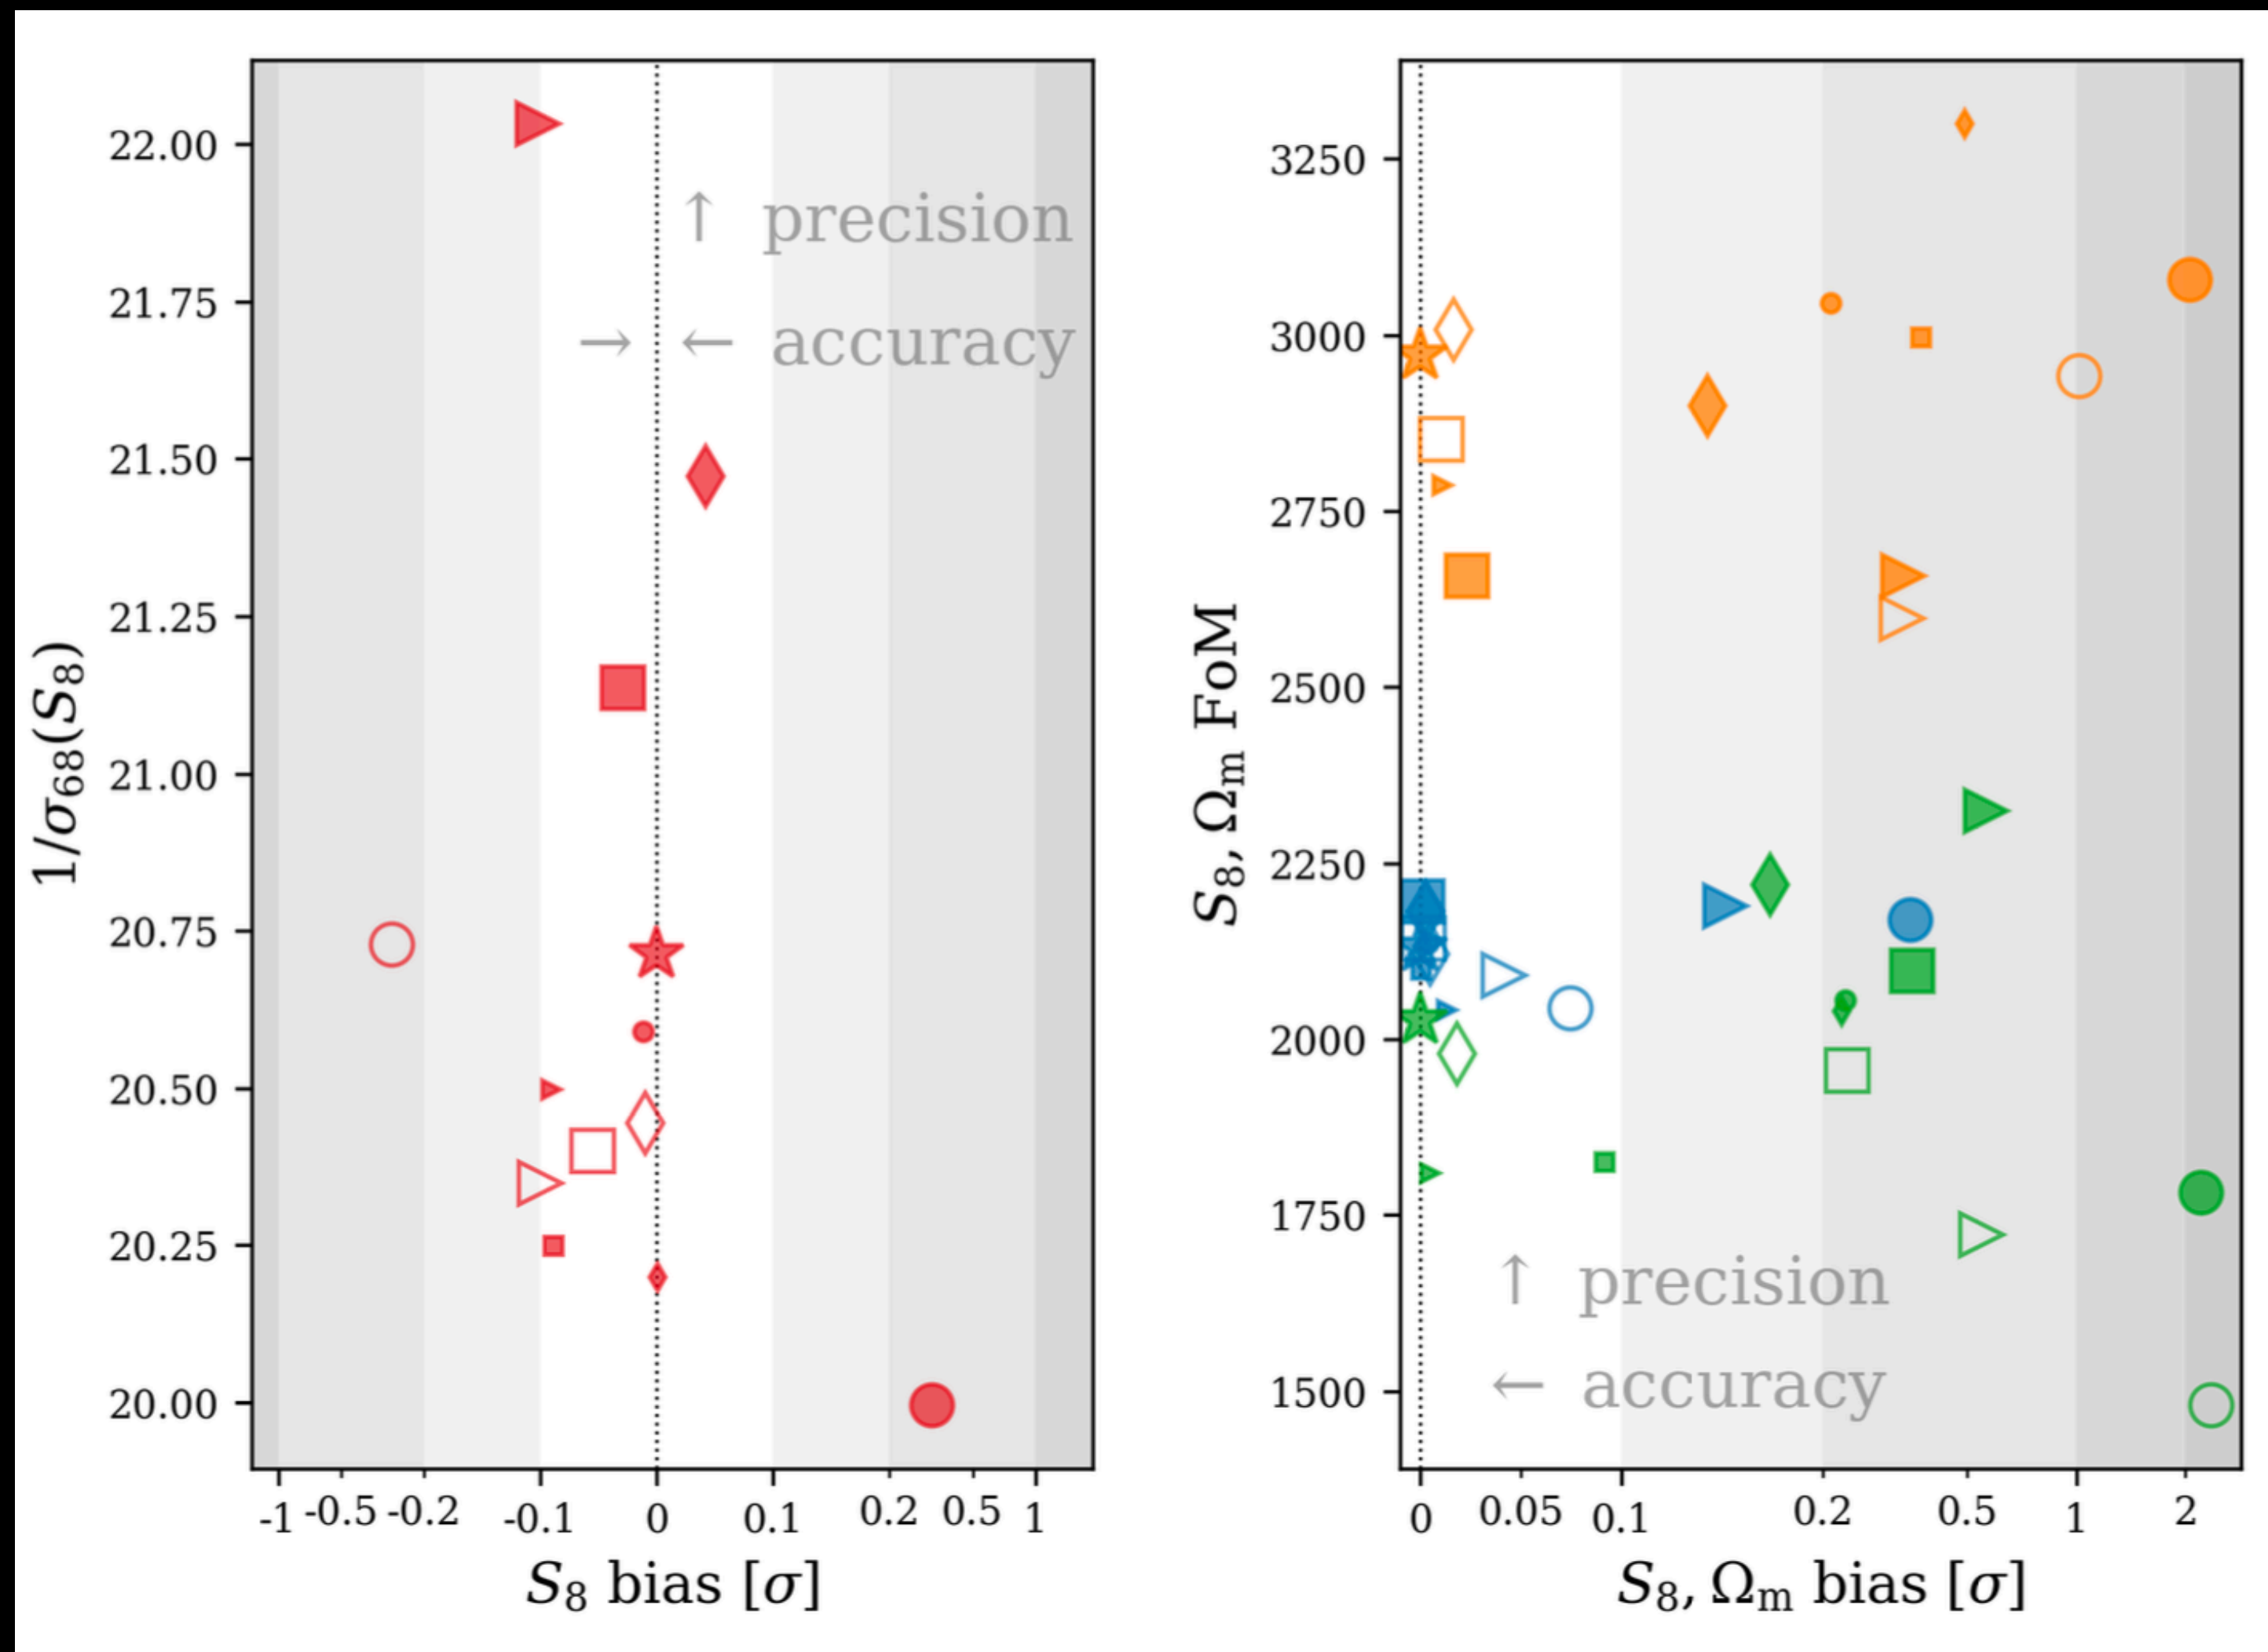 22.00
21.75
21.50
21.25
21.00
20.75
20.50
20.25
20.00
1/σ₆₈(S₈)
↑ precision
→ ← accuracy
-1 -0.5 -0.2 -0.1 0 0.1 0.2 0.5 1
S₈ bias [σ]
3250
3000
2750
2500
2250
2000
1750
1500
S₈, Ωₘ FoM
↑ precision
← accuracy
0 0.05 0.1 0.2 0.5 1 2
S₈, Ωₘ bias [σ]